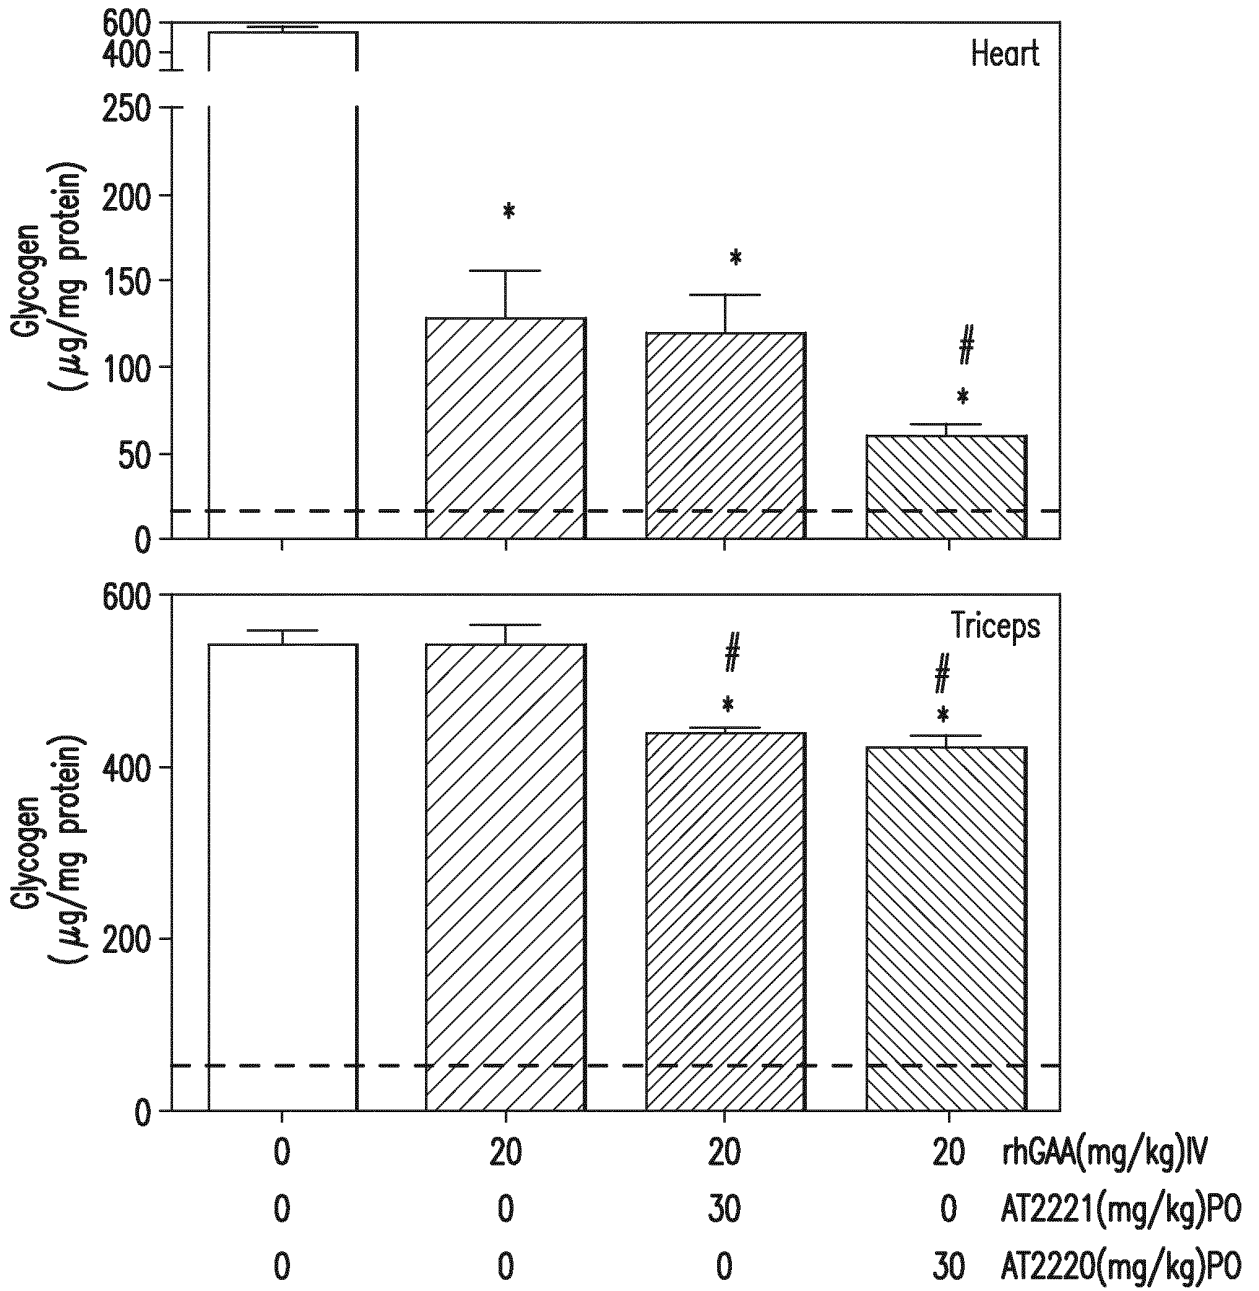 Heart
600
400
250
200
150
100
50
0
Glycogen
(μg/mg protein)
*
*
#
*
Triceps
600
400
200
0
Glycogen
(μg/mg protein)
#
*
#
*
0 20 20 20 rhGAA(mg/kg)IV
0 0 30 0 AT2221(mg/kg)PO
0 0 0 30 AT2220(mg/kg)PO